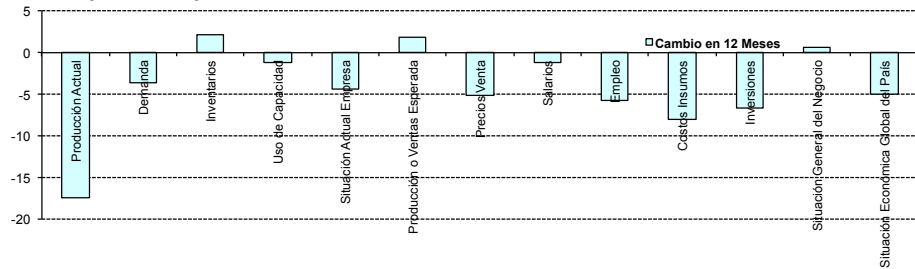 5
0
-5
-10
-15
-20
Cambio en 12 Meses
Producción Actual
Demanda
Inventarios
Uso de Capacidad
Situación Actual Empresa
Producción o Ventas Esperada
Precios Venta
Salarios
Empleo
Costos Insumos
Inversiones
Situación General del Negocio
Situación Económica Global del País